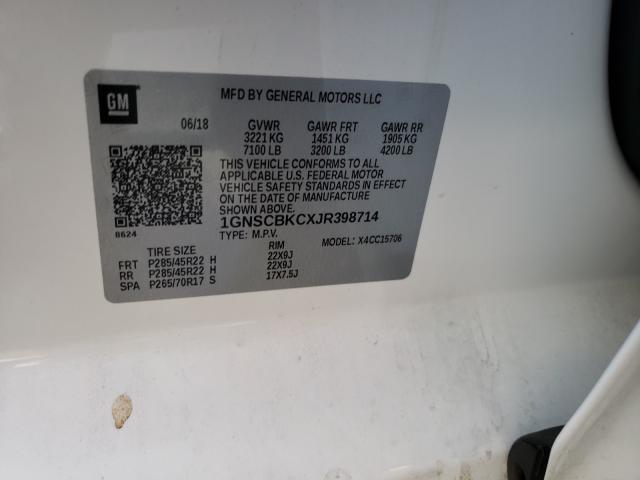 GM
MFD BY GENERAL MOTORS LLC
06/18 GVWR GAWR FRT GAWR RR
3221 KG 1451 KG 1905 KG
7100 LB 3200 LB 4200 LB
THIS VEHICLE CONFORMS TO ALL
APPLICABLE U.S. FEDERAL MOTOR
VEHICLE SAFETY STANDARDS IN EFFECT ON
THE DATE OF MANUFACTURE SHOWN ABOVE.
1GNSCBKCXJR398714
8624
TYPE: M.P.V. MODEL: X4CC15706
TIRE SIZE RIM
FRT P285/45R22 H 22X9J
RR P285/45R22 H 22X9J
SPA P265/70R17 S 17X7.5J